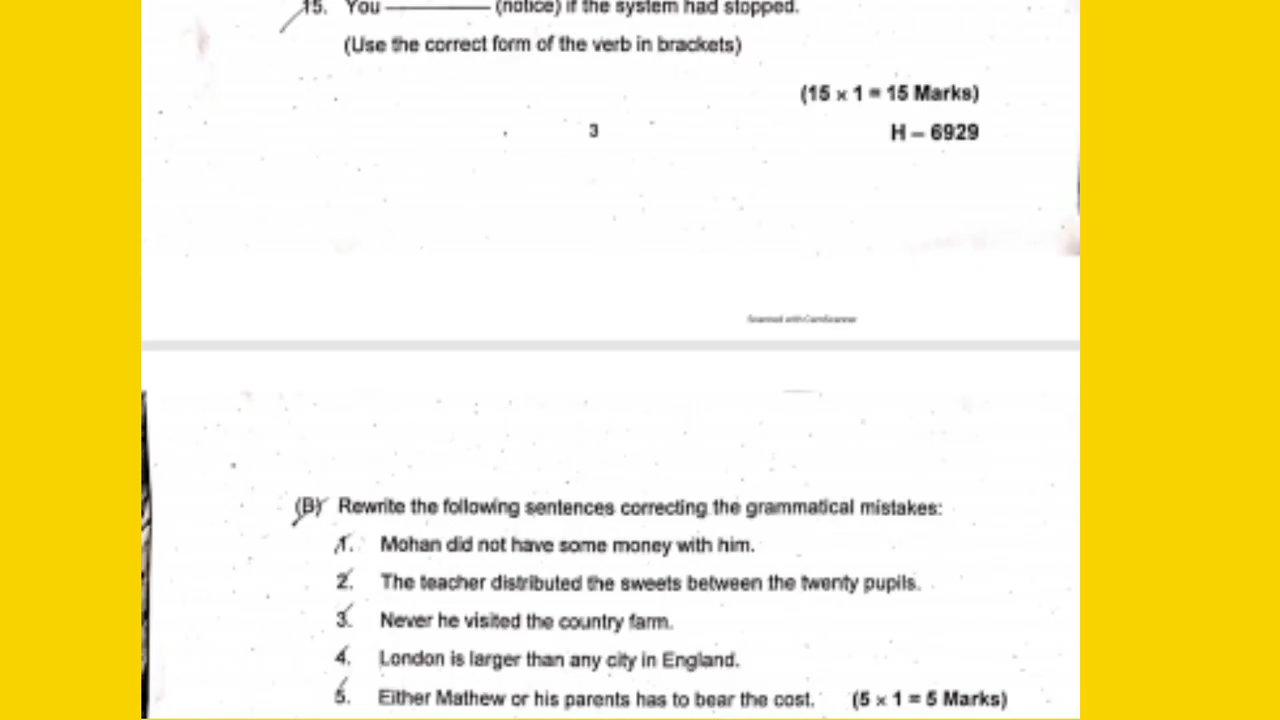 15. You ________ (notice) if the system had stopped.
(Use the correct form of the verb in brackets)
(15 × 1 = 15 Marks)
3 H – 6929
Scanned with CamScanner
(B) Rewrite the following sentences correcting the grammatical mistakes:
1. Mohan did not have some money with him.
2. The teacher distributed the sweets between the twenty pupils.
3. Never he visited the country farm.
4. London is larger than any city in England.
5. Either Mathew or his parents has to bear the cost. (5 × 1 = 5 Marks)